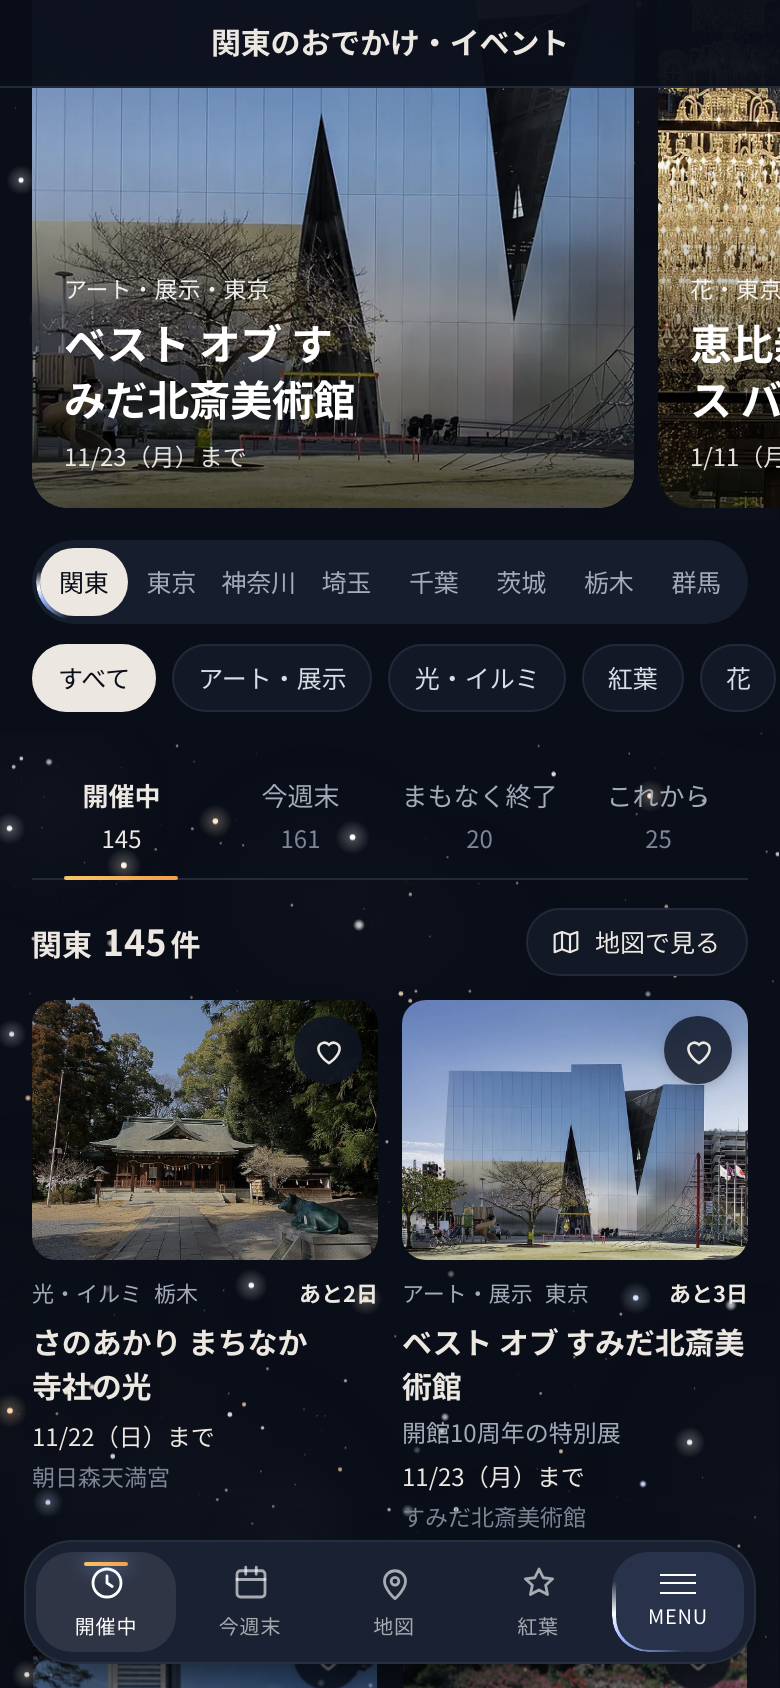 関東のおでかけ・イベント
アート・展示・東京
ベスト オブ す
みだ北斎美術館
11/23（月）まで
花・東京
恵比
ス バ
1/11（月
関東 東京 神奈川 埼玉 千葉 茨城 栃木 群馬
すべて アート・展示 光・イルミ 紅葉 花
開催中 今週末 まもなく終了 これから
145 161 20 25
関東 145件
地図で見る
光・イルミ 栃木 あと2日
さのあかり まちなか
寺社の光
11/22（日）まで
朝日森天満宮
アート・展示 東京 あと3日
ベスト オブ すみだ北斎美
術館
開館10周年の特別展
11/23（月）まで
すみだ北斎美術館
開催中 今週末 地図 紅葉 MENU